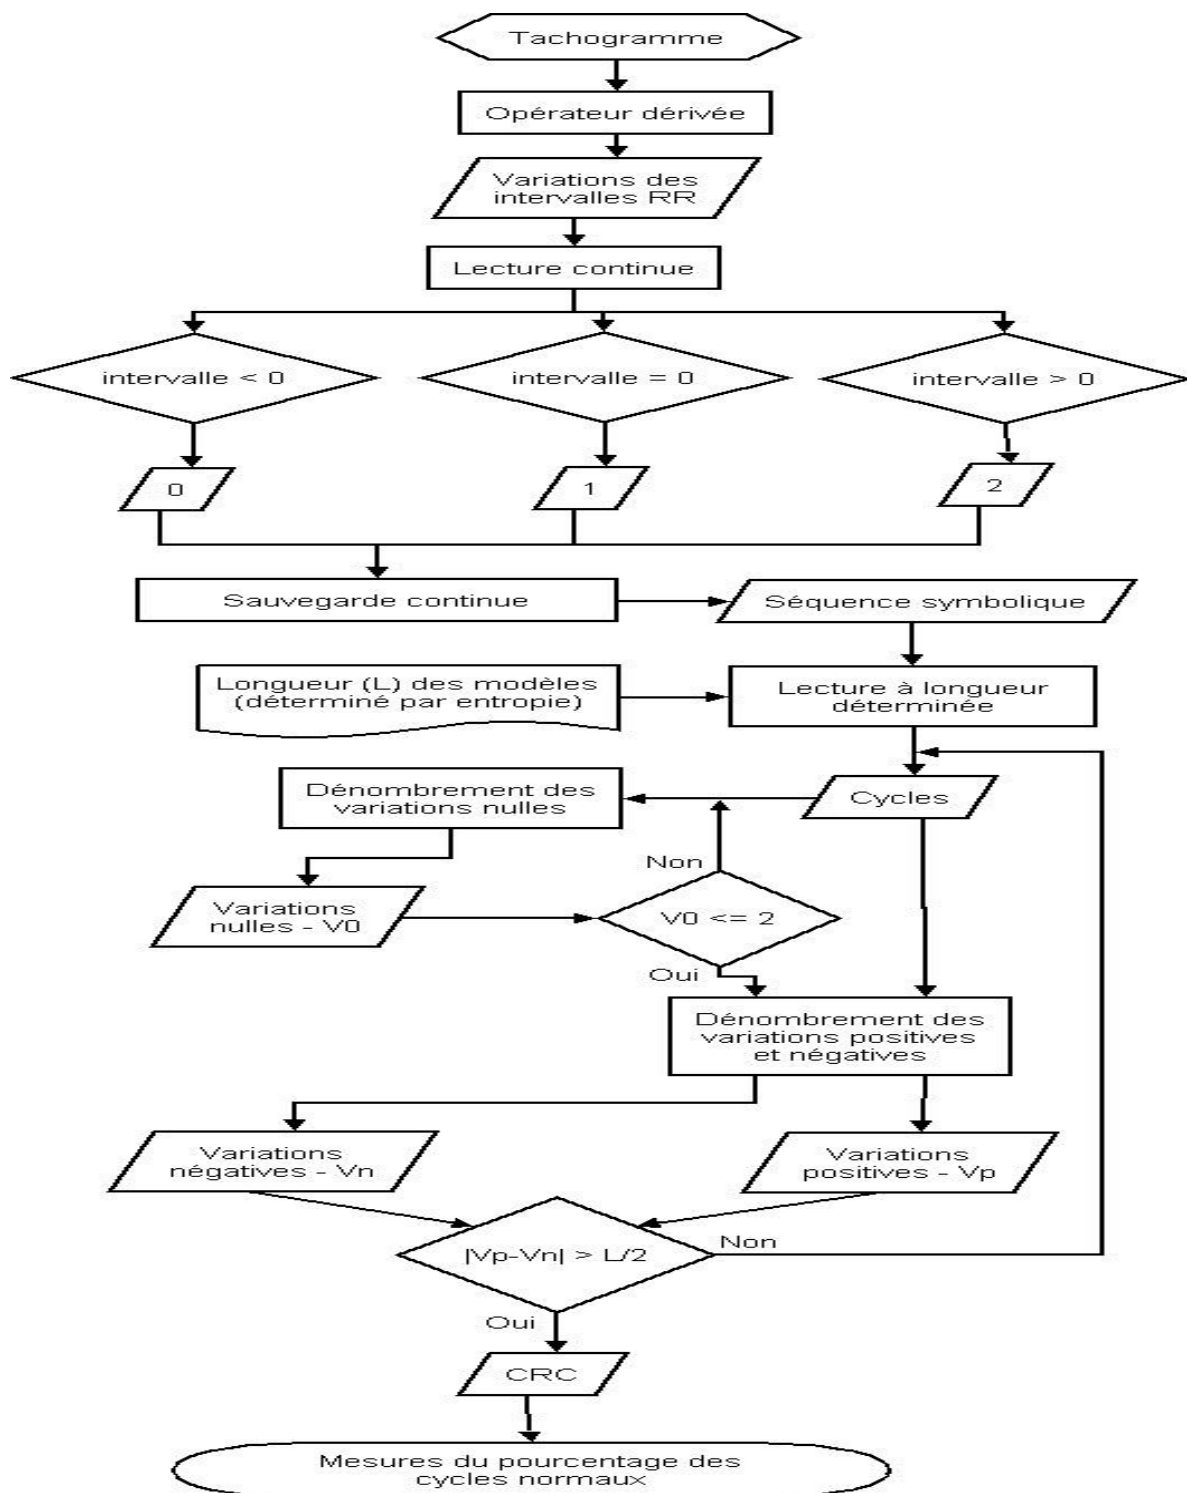 Tachogramme
Opérateur dérivée
Variations des
intervalles RR
Lecture continue
intervalle < 0
intervalle = 0
intervalle > 0
0
1
2
Sauvegarde continue
Séquence symbolique
Longueur (L) des modèles
(déterminé par entropie)
Lecture à longueur
déterminée
Dénombrement des
variations nulles
Cycles
Non
Variations
nulles - V0
V0 <= 2
Oui
Dénombrement des
variations positives
et négatives
Variations
négatives - Vn
Variations
positives - Vp
|Vp-Vn| > L/2
Non
Oui
CRC
Mesures du pourcentage des
cycles normaux